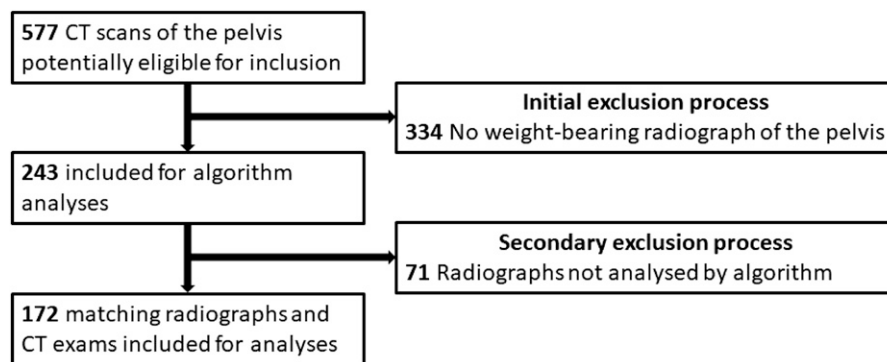 577 CT scans of the pelvis
potentially eligible for inclusion
Initial exclusion process
334 No weight-bearing radiograph of the pelvis
243 included for algorithm
analyses
Secondary exclusion process
71 Radiographs not analysed by algorithm
172 matching radiographs and
CT exams included for analyses